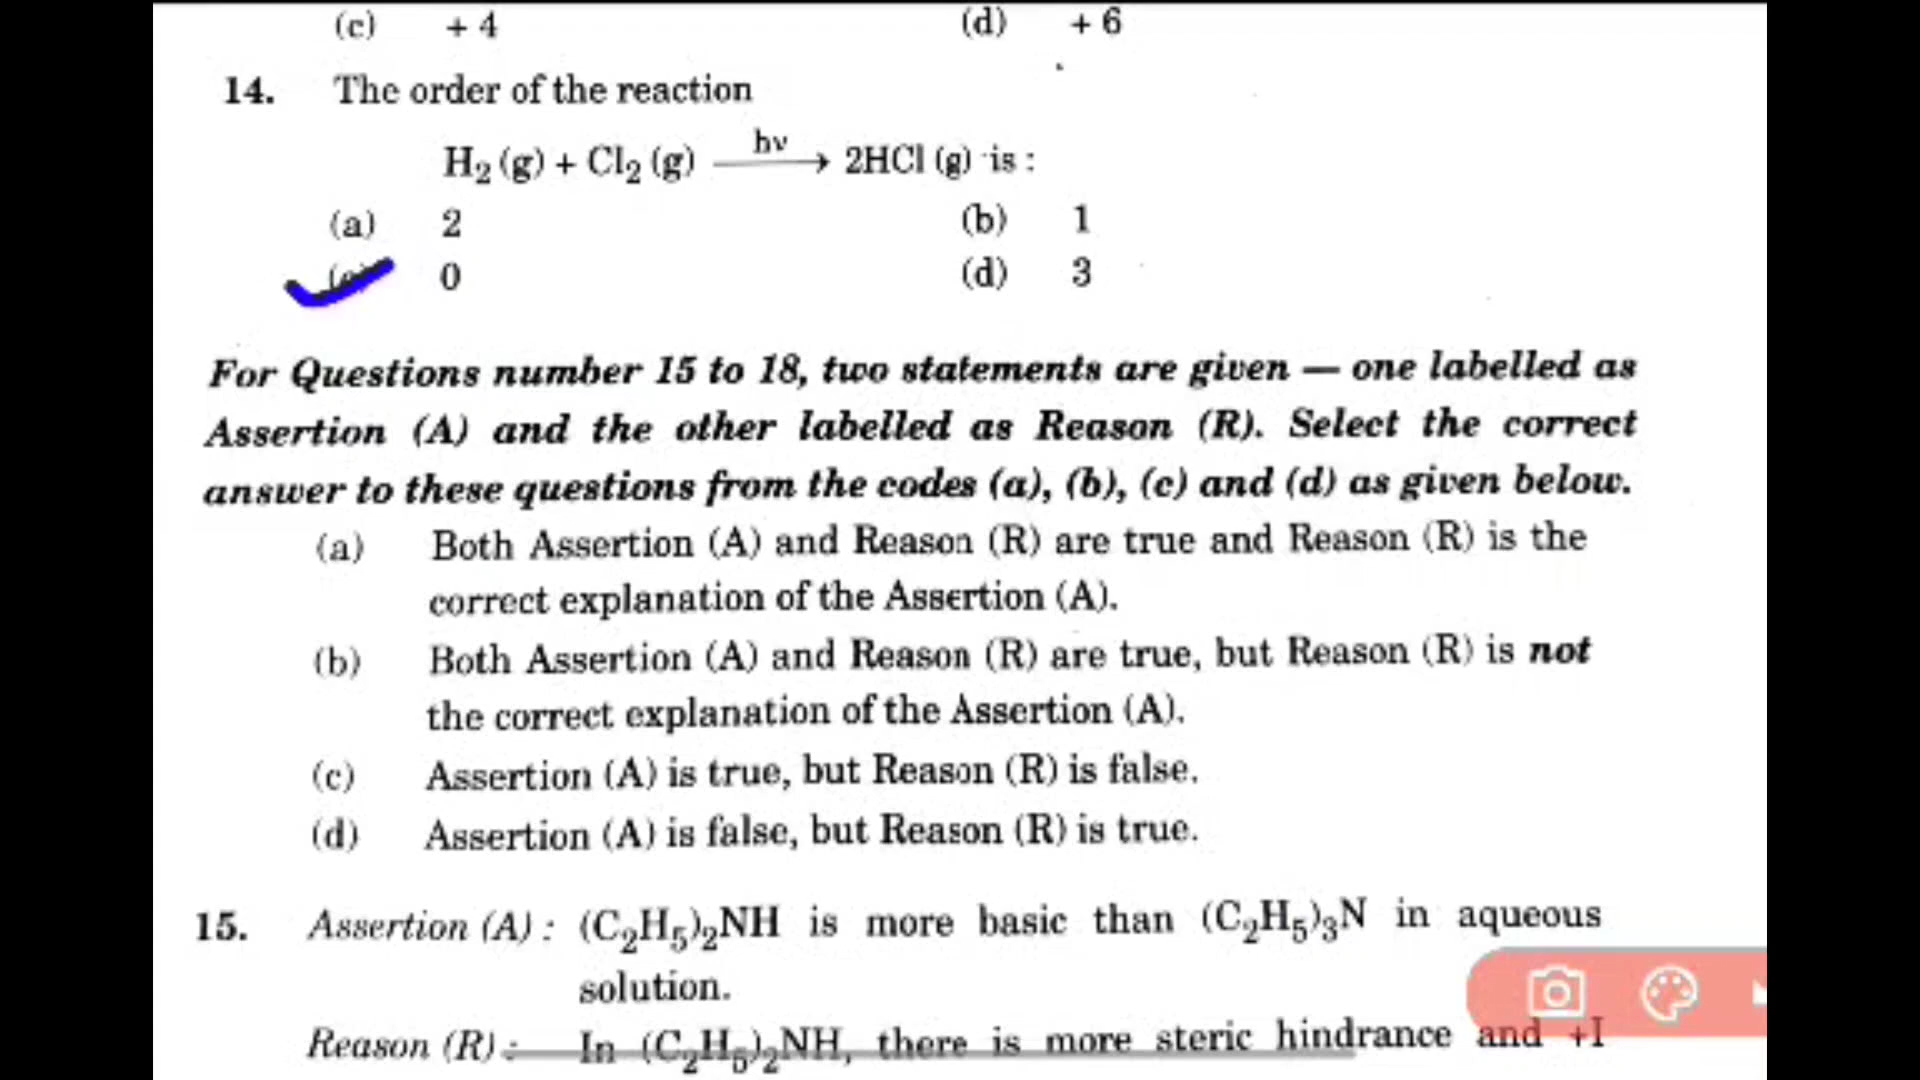 (c) + 4 (d) + 6
14. The order of the reaction
H₂ (g) + Cl₂ (g) —hν→ 2HCl (g) is :
(a) 2 (b) 1
0 (d) 3
For Questions number 15 to 18, two statements are given — one labelled as
Assertion (A) and the other labelled as Reason (R). Select the correct
answer to these questions from the codes (a), (b), (c) and (d) as given below.
(a) Both Assertion (A) and Reason (R) are true and Reason (R) is the
correct explanation of the Assertion (A).
(b) Both Assertion (A) and Reason (R) are true, but Reason (R) is not
the correct explanation of the Assertion (A).
(c) Assertion (A) is true, but Reason (R) is false.
(d) Assertion (A) is false, but Reason (R) is true.
15. Assertion (A) : (C₂H₅)₂NH is more basic than (C₂H₅)₃N in aqueous
solution.
Reason (R) : In (C₂H₅)₂NH, there is more steric hindrance and +I